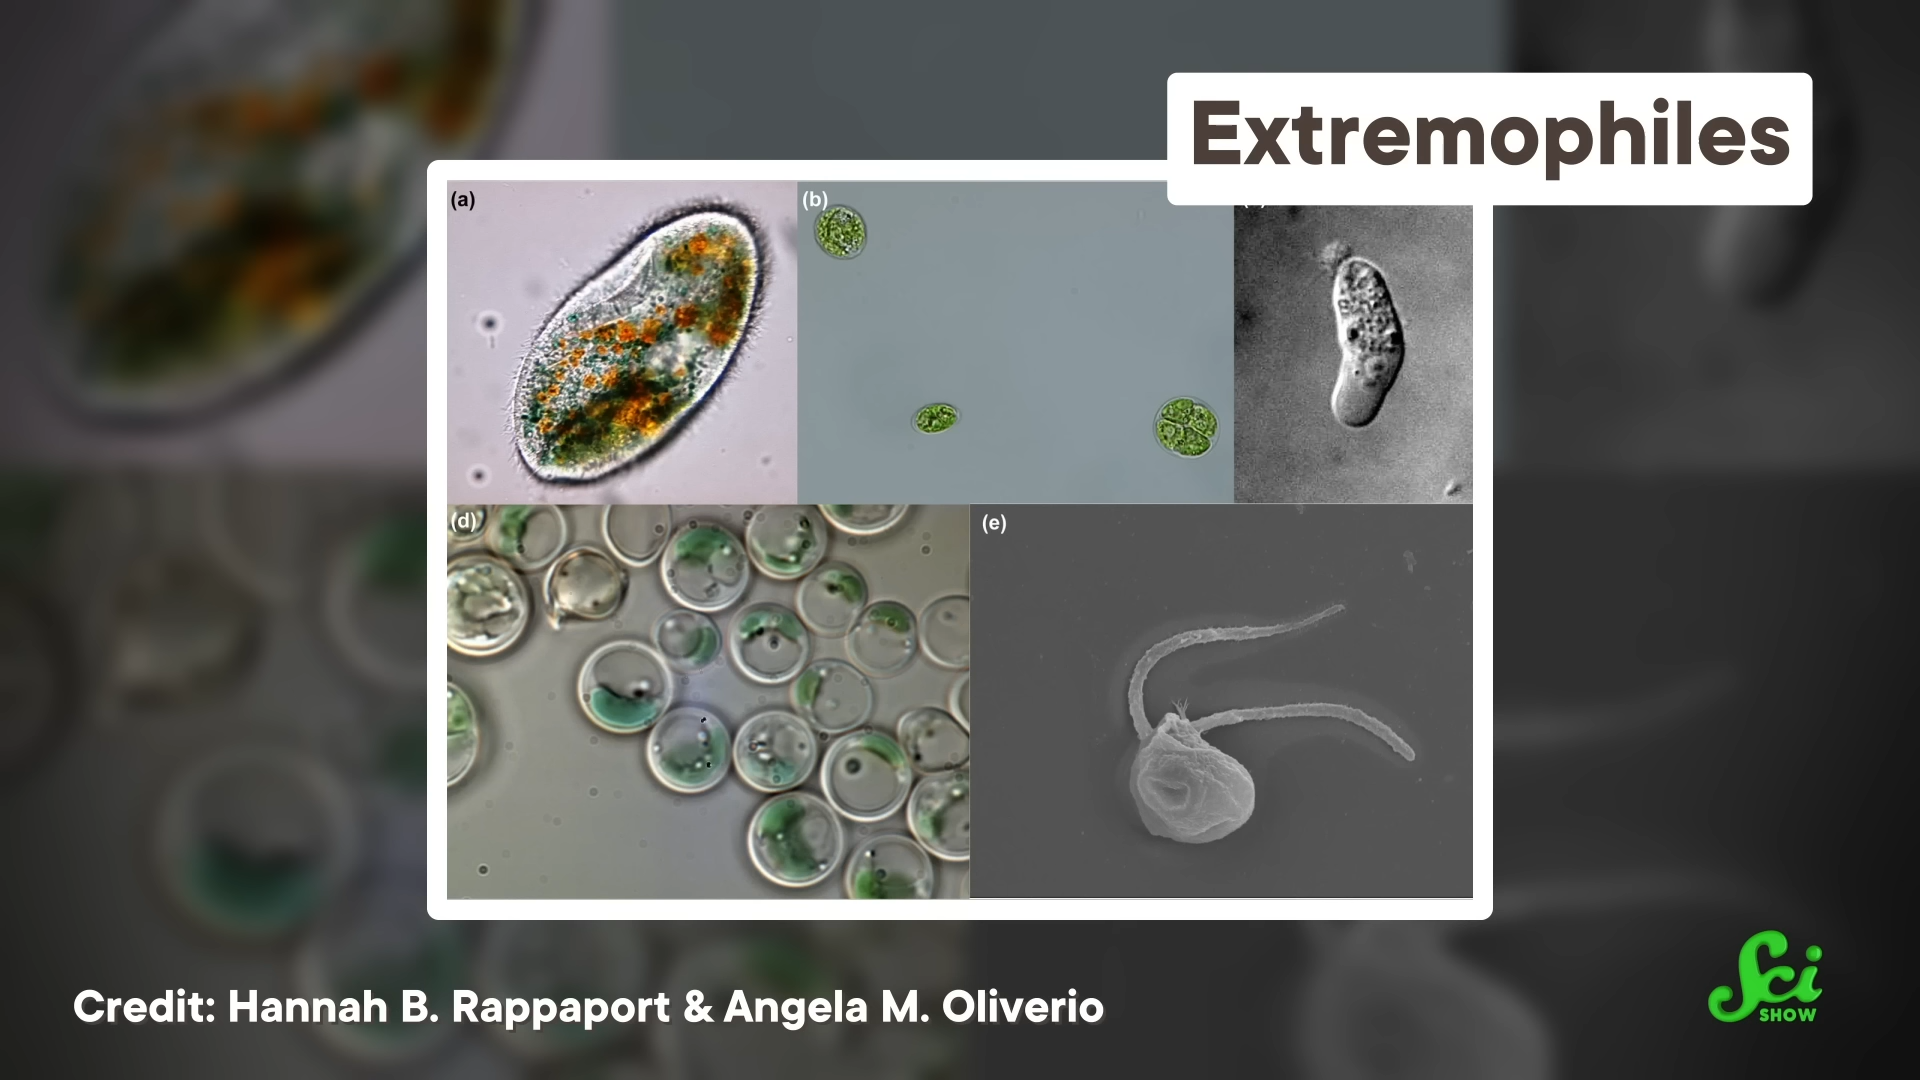 Extremophiles
(a)
(b)
(d)
(e)
Credit: Hannah B. Rappaport & Angela M. Oliverio
Sci
SHOW